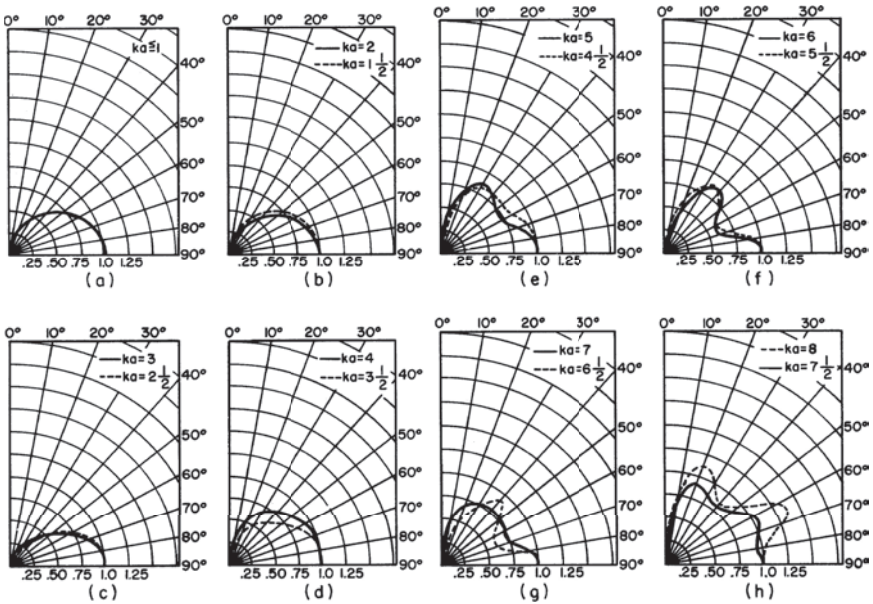 0° 10° 20° 30° 0° 10° 20° 30° 0° 10° 20° 30° 0° 10° 20° 30°
ka≤1 ka=2 ka=5 ka=6
ka=1 1/2 ka=4 1/2 ka=5 1/2
40° 40° 40° 40°
50° 50° 50° 50°
60° 60° 60° 60°
70° 70° 70° 70°
80° 80° 80° 80°
90° 90° 90° 90°
.25 .50 .75 1.0 1.25 .25 .50 .75 1.0 1.25 .25 .50 .75 1.0 1.25 .25 .50 .75 1.0 1.25
(a) (b) (e) (f)
0° 10° 20° 30° 0° 10° 20° 30° 0° 10° 20° 30° 0° 10° 20° 30°
ka=3 ka=4 ka=7 ka=8
ka=2 1/2 ka=3 1/2 ka=6 1/2 ka=7 1/2
40° 40° 40° 40°
50° 50° 50° 50°
60° 60° 60° 60°
70° 70° 70° 70°
80° 80° 80° 80°
90° 90° 90° 90°
.25 .50 .75 1.0 1.25 .25 .50 .75 1.0 1.25 .25 .50 .75 1.0 1.25 .25 .50 .75 1.0 1.25
(c) (d) (g) (h)